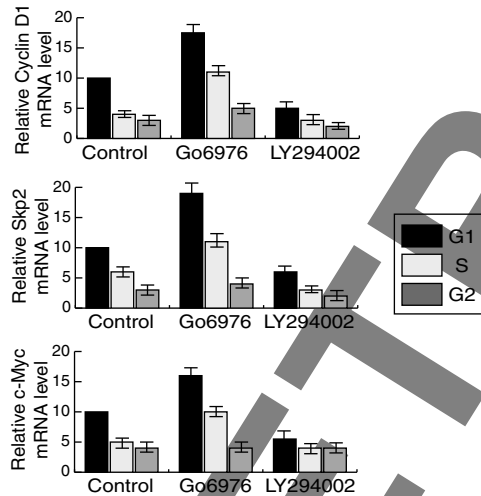 Relative Cyclin D1
mRNA level
20
15
10
5
0
Control Go6976 LY294002
Relative Skp2
mRNA level
20
15
10
5
0
Control Go6976 LY294002
G1
S
G2
Relative c-Myc
mRNA level
20
15
10
5
0
Control Go6976 LY294002